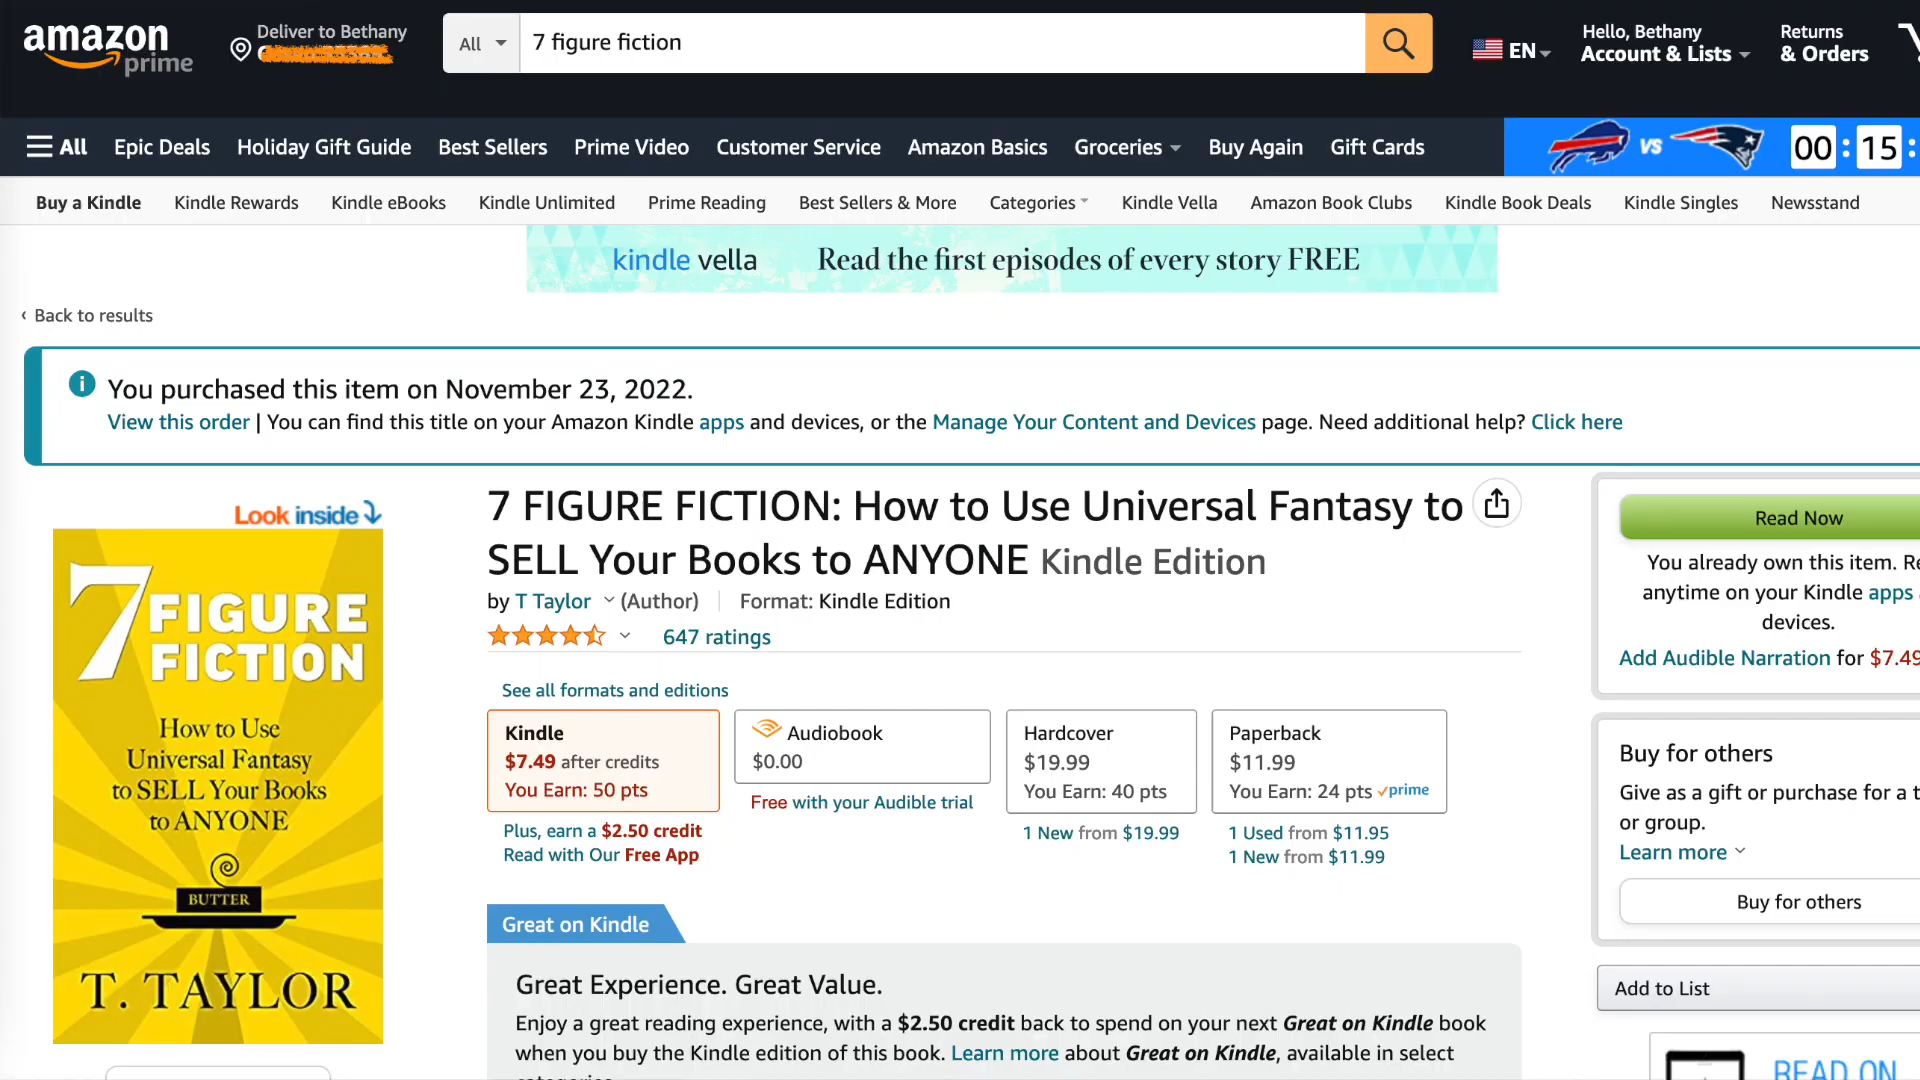 amazon
prime
Deliver to Bethany
All
7 figure fiction
EN
Hello, Bethany
Account & Lists
Returns
& Orders
All
Epic Deals
Holiday Gift Guide
Best Sellers
Prime Video
Customer Service
Amazon Basics
Groceries
Buy Again
Gift Cards
VS
00 : 15 :
Buy a Kindle
Kindle Rewards
Kindle eBooks
Kindle Unlimited
Prime Reading
Best Sellers & More
Categories
Kindle Vella
Amazon Book Clubs
Kindle Book Deals
Kindle Singles
Newsstand
kindle vella
Read the first episodes of every story FREE
‹ Back to results
You purchased this item on November 23, 2022.
View this order | You can find this title on your Amazon Kindle apps and devices, or the Manage Your Content and Devices page. Need additional help? Click here
Look inside
7 FIGURE
FICTION
How to Use
Universal Fantasy
to SELL Your Books
to ANYONE
BUTTER
T. TAYLOR
7 FIGURE FICTION: How to Use Universal Fantasy to
SELL Your Books to ANYONE Kindle Edition
by T Taylor (Author)
Format: Kindle Edition
647 ratings
See all formats and editions
Kindle
$7.49 after credits
You Earn: 50 pts
Plus, earn a $2.50 credit
Read with Our Free App
Audiobook
$0.00
Free with your Audible trial
Hardcover
$19.99
You Earn: 40 pts
1 New from $19.99
Paperback
$11.99
You Earn: 24 pts prime
1 Used from $11.95
1 New from $11.99
Great on Kindle
Great Experience. Great Value.
Enjoy a great reading experience, with a $2.50 credit back to spend on your next Great on Kindle book
when you buy the Kindle edition of this book. Learn more about Great on Kindle, available in select
Read Now
You already own this item.
anytime on your Kindle apps
devices.
Add Audible Narration for $7.49
Buy for others
Give as a gift or purchase for a
or group.
Learn more
Buy for others
Add to List
READ ON